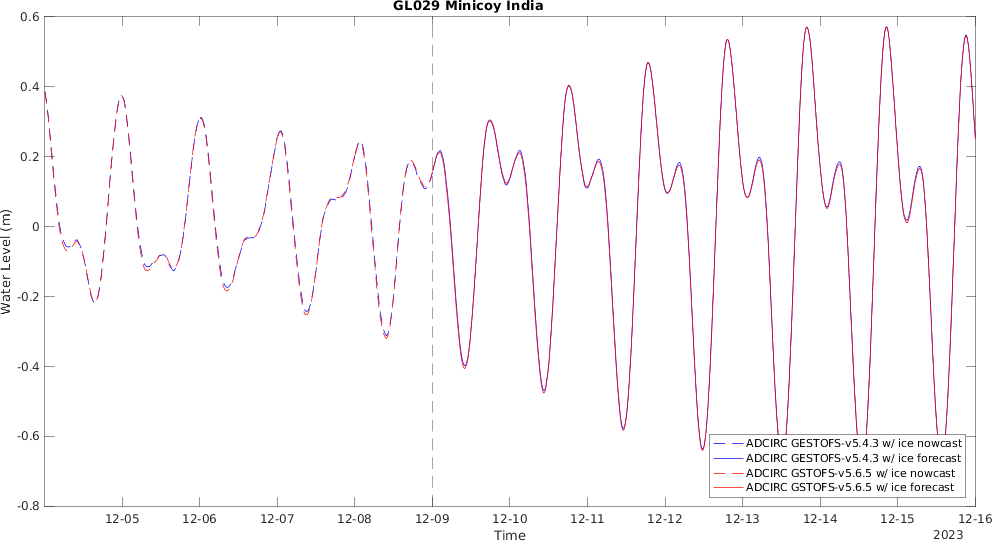 GL029 Minicoy India
0.6
0.4
0.2
0
-0.2
-0.4
-0.6
-0.8
Water Level (m)
ADCIRC GESTOFS-v5.4.3 w/ ice nowcast
ADCIRC GESTOFS-v5.4.3 w/ ice forecast
ADCIRC GSTOFS-v5.6.5 w/ ice nowcast
ADCIRC GSTOFS-v5.6.5 w/ ice forecast
12-05 12-06 12-07 12-08 12-09 12-10 12-11 12-12 12-13 12-14 12-15 12-16
Time
2023